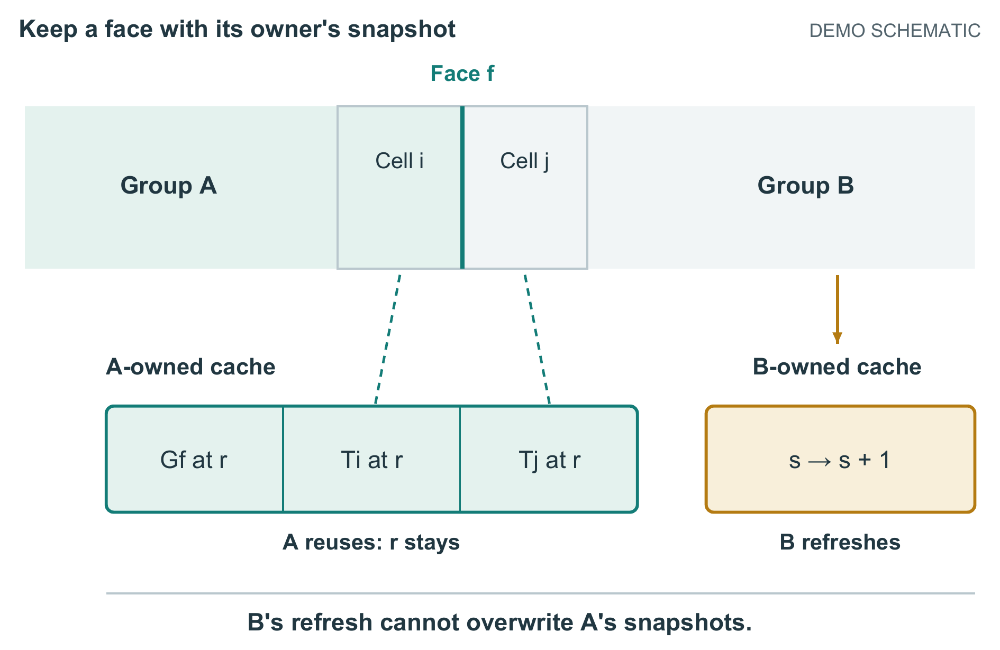 Keep a face with its owner's snapshot
DEMO SCHEMATIC
Face f
Cell i
Cell j
Group A
Group B
A-owned cache
B-owned cache
Gf at r
Ti at r
Tj at r
s → s + 1
A reuses: r stays
B refreshes
B's refresh cannot overwrite A's snapshots.